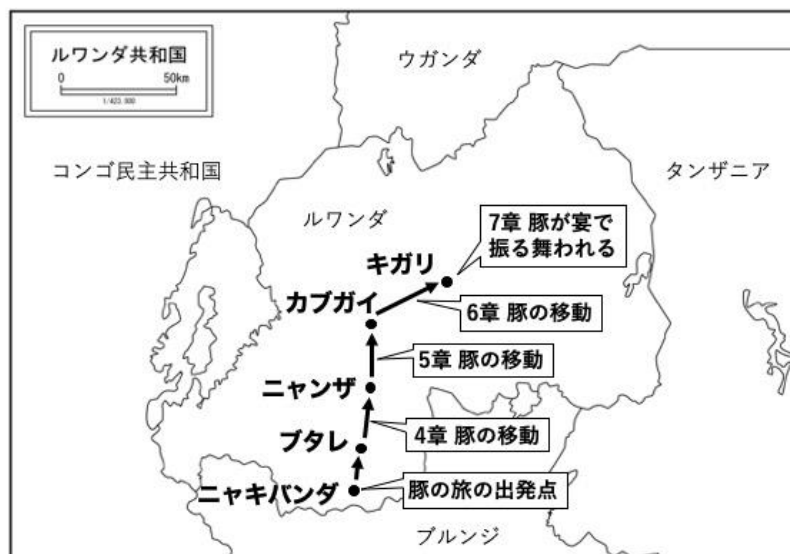 ルワンダ共和国
0 50km
1/423,000
ウガンダ
コンゴ民主共和国
タンザニア
ルワンダ
7章 豚が宴で
振る舞われる
キガリ
カブガイ
6章 豚の移動
5章 豚の移動
ニャンザ
4章 豚の移動
ブタレ
ニャキバンダ
豚の旅の出発点
ブルンジ